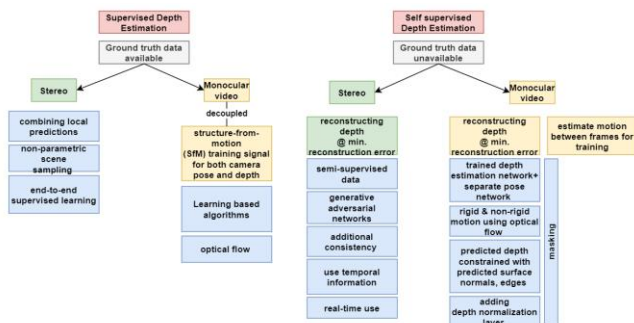 Supervised Depth
Estimation
Ground truth data
available
Stereo
Monocular
video
decoupled
combining local
predictions
non-parametric
scene
sampling
end-to-end
supervised learning
structure-from-
motion
(SfM) training signal
for both camera
pose and depth
Learning based
algorithms
optical flow
Self supervised
Depth Estimation
Ground truth data
unavailable
Stereo
Monocular
video
reconstructing
depth
@ min.
reconstruction error
semi-supervised
data
generative
adversarial networks
additional
consistency
use temporal
information
real-time use
reconstructing
depth
@ min.
reconstruction error
trained depth
estimation network+
separate pose
network
rigid & non-rigid
motion using optical
flow
predicted depth
constrained with
predicted surface
normals, edges
adding
depth normalization
layer
masking
estimate motion
between frames for
training